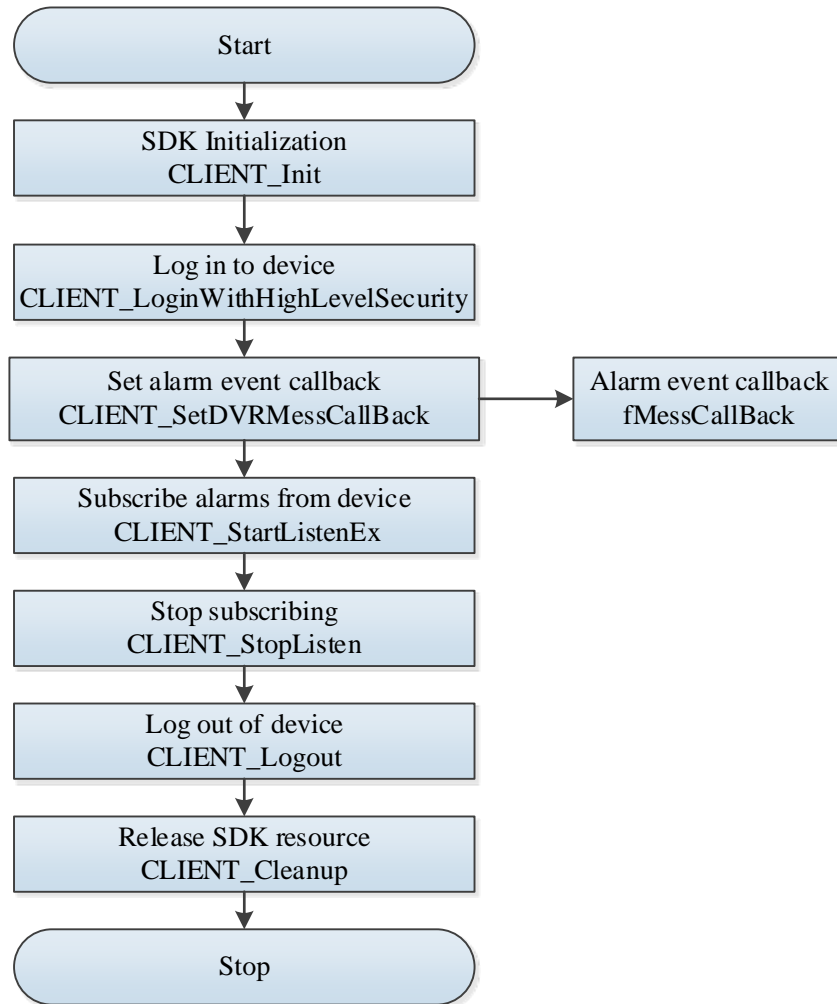 Start
SDK Initialization
CLIENT_Init
Log in to device
CLIENT_LoginWithHighLevelSecurity
Set alarm event callback
CLIENT_SetDVRMessCallBack
Alarm event callback
fMessCallBack
Subscribe alarms from device
CLIENT_StartListenEx
Stop subscribing
CLIENT_StopListen
Log out of device
CLIENT_Logout
Release SDK resource
CLIENT_Cleanup
Stop